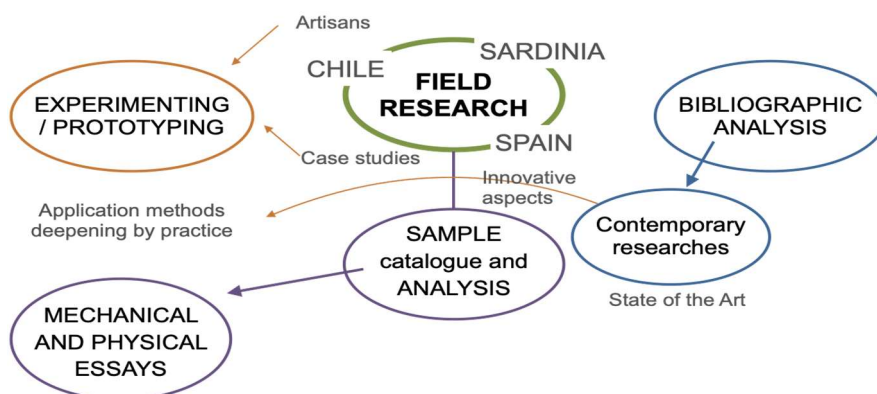 Artisans
EXPERIMENTING
/ PROTOTYPING
CHILE
SARDINIA
FIELD
RESEARCH
SPAIN
BIBLIOGRAPHIC
ANALYSIS
Case studies
Innovative
aspects
Application methods
deepening by practice
Contemporary
researches
State of the Art
SAMPLE
catalogue and
ANALYSIS
MECHANICAL
AND PHYSICAL
ESSAYS